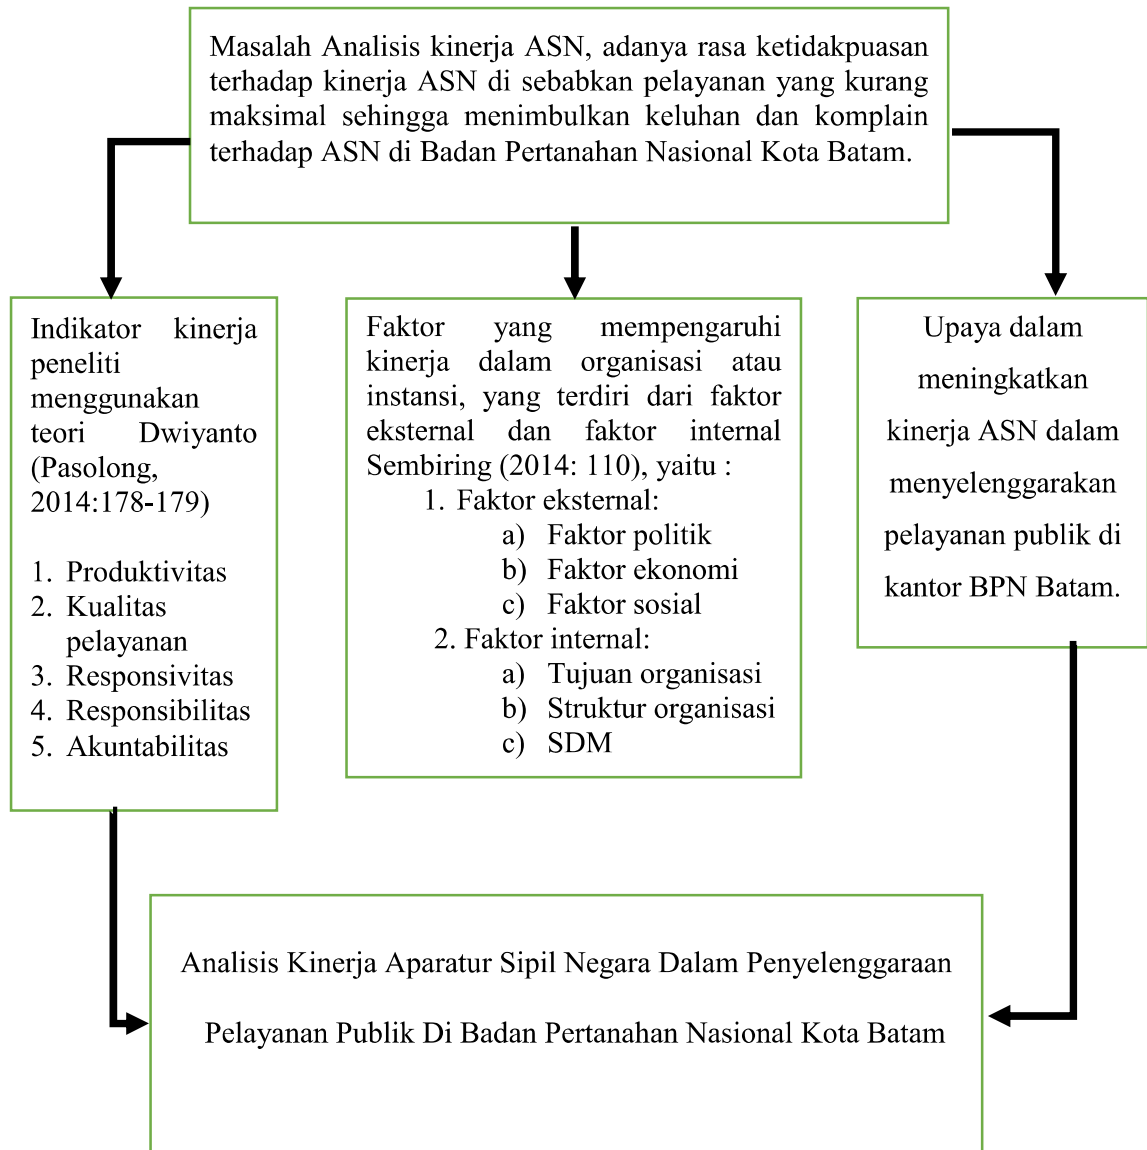 Masalah Analisis kinerja ASN, adanya rasa ketidakpuasan
terhadap kinerja ASN di sebabkan pelayanan yang kurang
maksimal sehingga menimbulkan keluhan dan komplain
terhadap ASN di Badan Pertanahan Nasional Kota Batam.
Indikator kinerja
peneliti
menggunakan
teori Dwiyanto
(Pasolong,
2014:178-179)
1. Produktivitas
2. Kualitas
pelayanan
3. Responsivitas
4. Responsibilitas
5. Akuntabilitas
Faktor yang mempengaruhi
kinerja dalam organisasi atau
instansi, yang terdiri dari faktor
eksternal dan faktor internal
Sembiring (2014: 110), yaitu :
1. Faktor eksternal:
a) Faktor politik
b) Faktor ekonomi
c) Faktor sosial
2. Faktor internal:
a) Tujuan organisasi
b) Struktur organisasi
c) SDM
Upaya dalam
meningkatkan
kinerja ASN dalam
menyelenggarakan
pelayanan publik di
kantor BPN Batam.
Analisis Kinerja Aparatur Sipil Negara Dalam Penyelenggaraan
Pelayanan Publik Di Badan Pertanahan Nasional Kota Batam